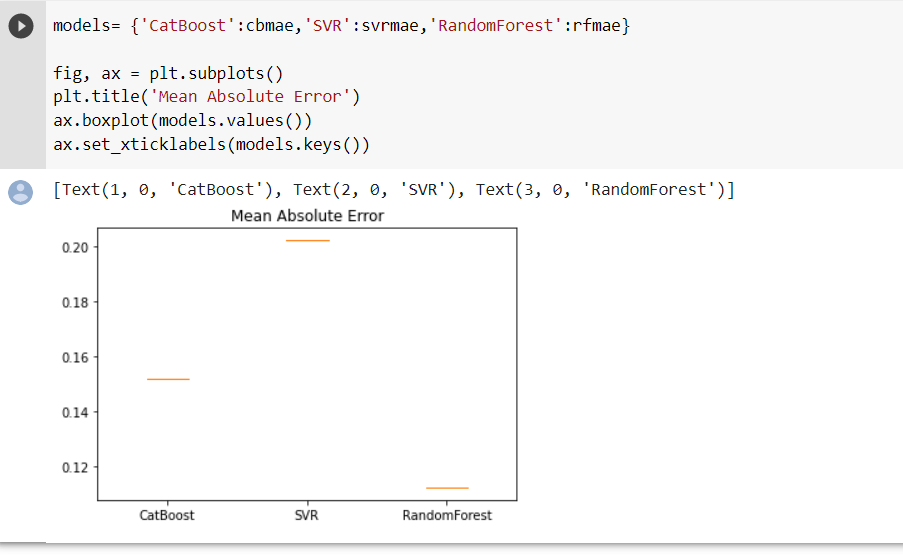 models= {'CatBoost':cbmae,'SVR':svrmae,'RandomForest':rfmae}
fig, ax = plt.subplots()
plt.title('Mean Absolute Error')
ax.boxplot(models.values())
ax.set_xticklabels(models.keys())
[Text(1, 0, 'CatBoost'), Text(2, 0, 'SVR'), Text(3, 0, 'RandomForest')]
Mean Absolute Error
0.20
0.18
0.16
0.14
0.12
CatBoost SVR RandomForest